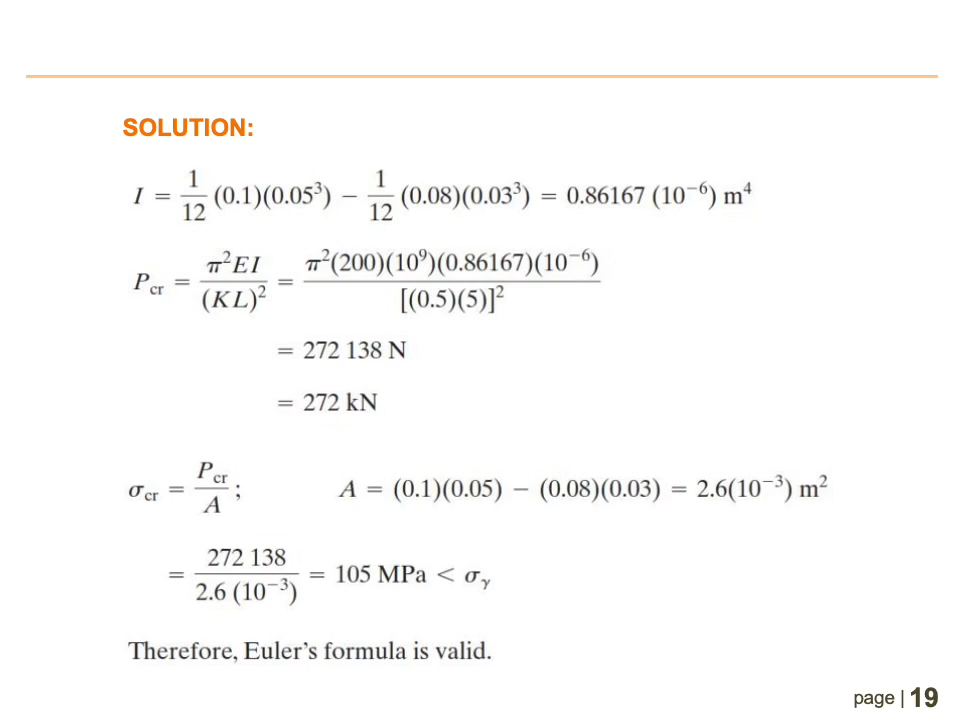 SOLUTION:
I = 1/12 (0.1)(0.05³) − 1/12 (0.08)(0.03³) = 0.86167 (10⁻⁶) m⁴
P_cr = π²EI/(KL)² = π²(200)(10⁹)(0.86167)(10⁻⁶)/[(0.5)(5)]²
= 272 138 N
= 272 kN
σ_cr = P_cr/A ; A = (0.1)(0.05) − (0.08)(0.03) = 2.6(10⁻³) m²
= 272 138/2.6 (10⁻³) = 105 MPa < σ_γ
Therefore, Euler’s formula is valid.
page | 19